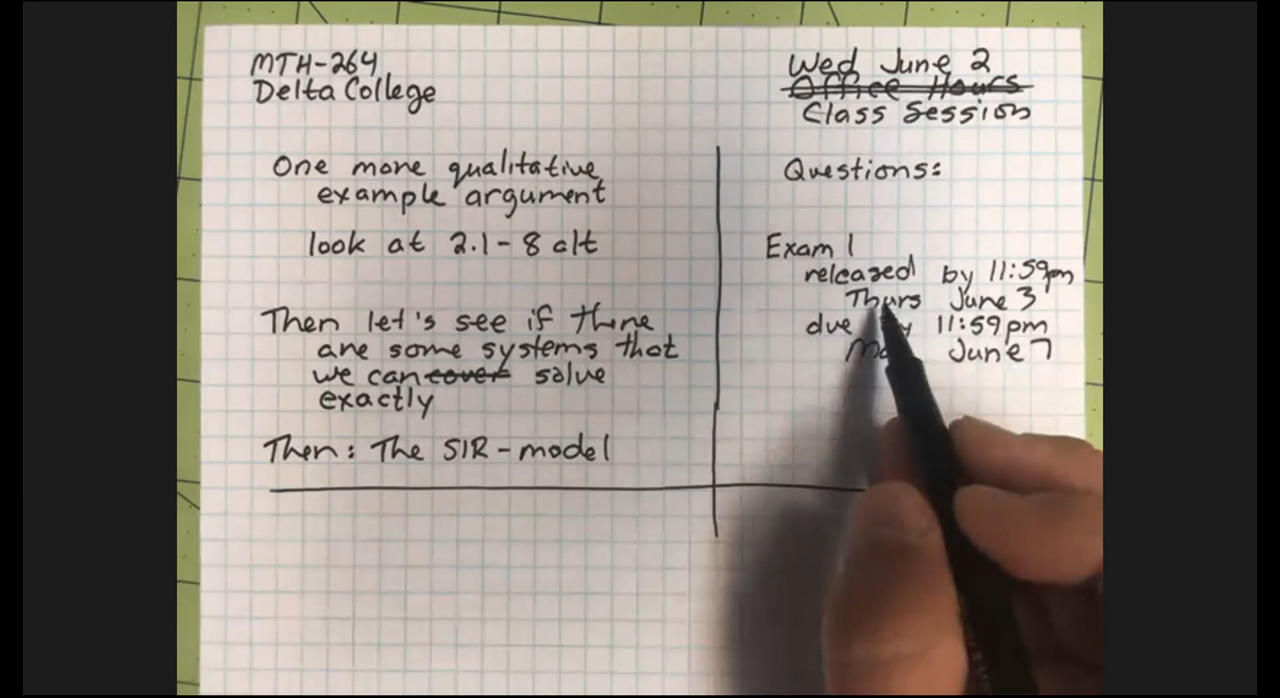 MTH-264
Delta College
Wed June 2
Office Hours
Class Session
One more qualitative
example argument
look at 2.1-8 alt
Then let's see if there
are some systems that
we can cover solve
exactly
Then: The SIR-model
Questions:
Exam 1
released by 11:59pm
Thurs June 3
due 11:59pm
June 7